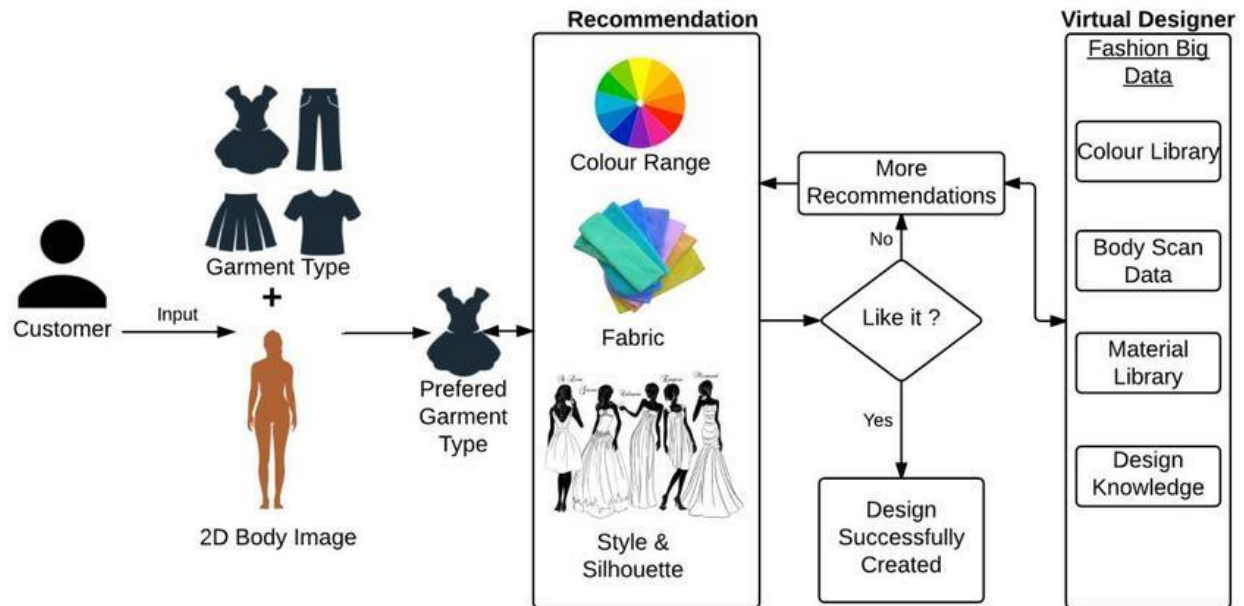 Customer
Input
Garment Type
+
2D Body Image
Prefered
Garment
Type
Recommendation
Colour Range
Fabric
Style &
Silhouette
More
Recommendations
No
Like it ?
Yes
Design
Successfully
Created
Virtual Designer
Fashion Big
Data
Colour Library
Body Scan
Data
Material
Library
Design
Knowledge